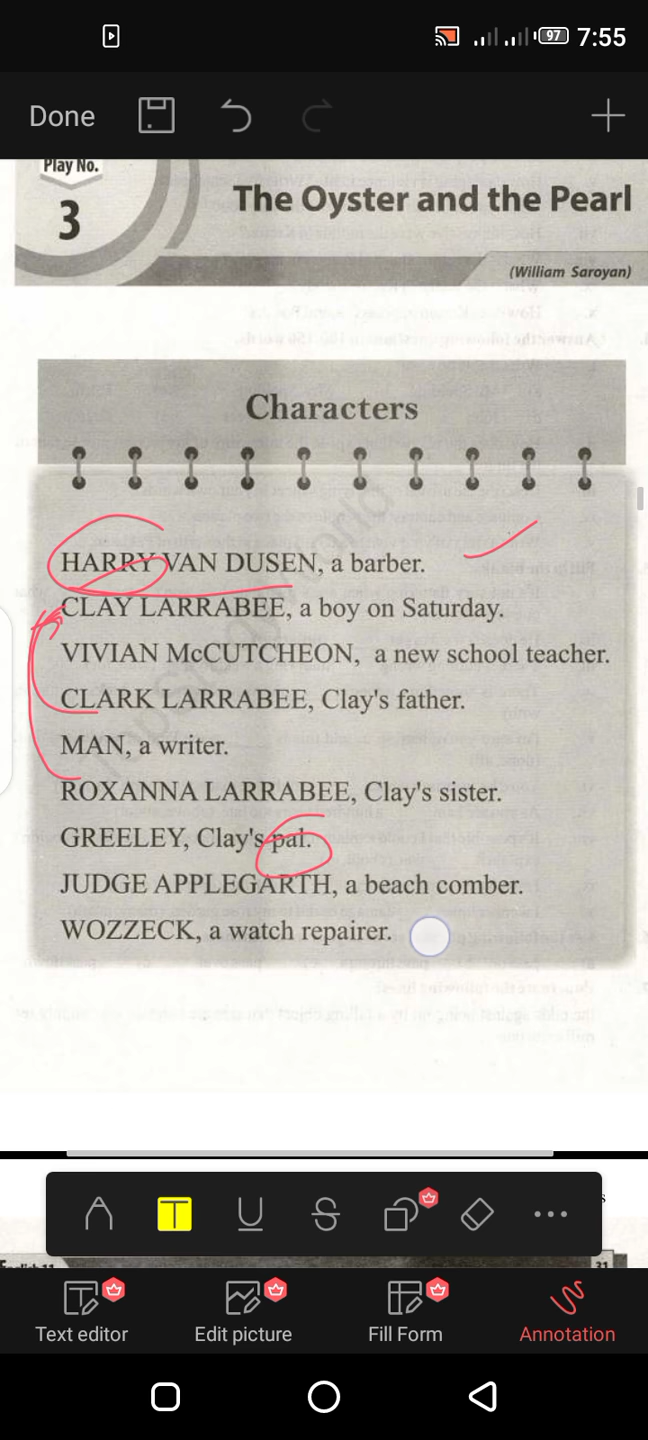 97 7:55
Done
Play No.
3
The Oyster and the Pearl
(William Saroyan)
Characters
HARRY VAN DUSEN, a barber.
CLAY LARRABEE, a boy on Saturday.
VIVIAN McCUTCHEON, a new school teacher.
CLARK LARRABEE, Clay's father.
MAN, a writer.
ROXANNA LARRABEE, Clay's sister.
GREELEY, Clay's pal.
JUDGE APPLEGARTH, a beach comber.
WOZZECK, a watch repairer.
Text editor
Edit picture
Fill Form
Annotation